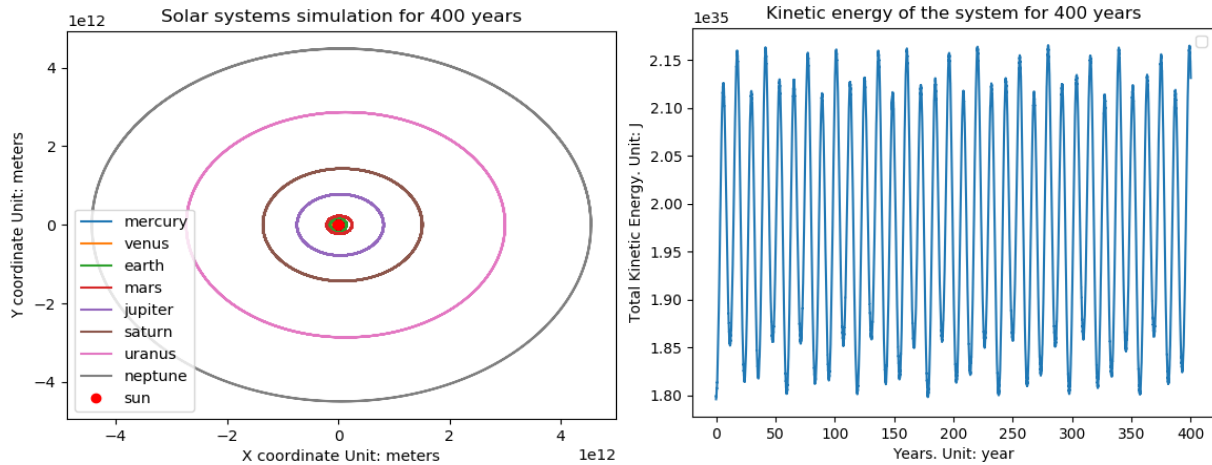 Solar systems simulation for 400 years
1e12
Y coordinate Unit: meters
4
2
0
−2
−4
mercury
venus
earth
mars
jupiter
saturn
uranus
neptune
sun
−4
−2
0
2
4
1e12
X coordinate Unit: meters
Kinetic energy of the system for 400 years
1e35
Total Kinetic Energy. Unit: J
2.15
2.10
2.05
2.00
1.95
1.90
1.85
1.80
0
50
100
150
200
250
300
350
400
Years. Unit: year